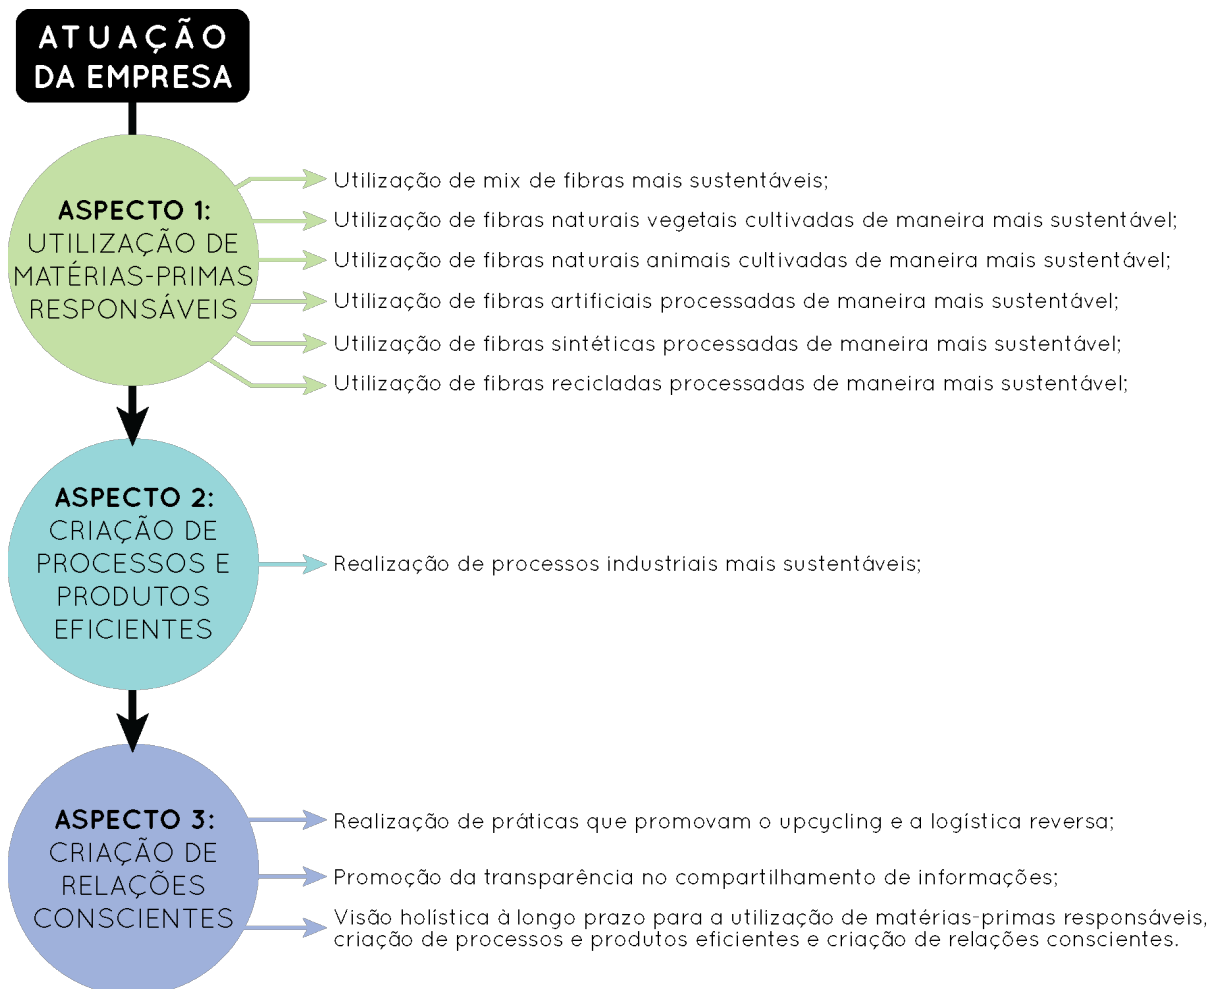 ATUAÇÃO
DA EMPRESA
ASPECTO 1:
UTILIZAÇÃO DE
MATÉRIAS-PRIMAS
RESPONSÁVEIS
Utilização de mix de fibras mais sustentáveis;
Utilização de fibras naturais vegetais cultivadas de maneira mais sustentável;
Utilização de fibras naturais animais cultivadas de maneira mais sustentável;
Utilização de fibras artificiais processadas de maneira mais sustentável;
Utilização de fibras sintéticas processadas de maneira mais sustentável;
Utilização de fibras recicladas processadas de maneira mais sustentável;
ASPECTO 2:
CRIAÇÃO DE
PROCESSOS E
PRODUTOS
EFICIENTES
Realização de processos industriais mais sustentáveis;
ASPECTO 3:
CRIAÇÃO DE
RELAÇÕES
CONSCIENTES
Realização de práticas que promovam o upcycling e a logística reversa;
Promoção da transparência no compartilhamento de informações;
Visão holística à longo prazo para a utilização de matérias-primas responsáveis,
criação de processos e produtos eficientes e criação de relações conscientes.